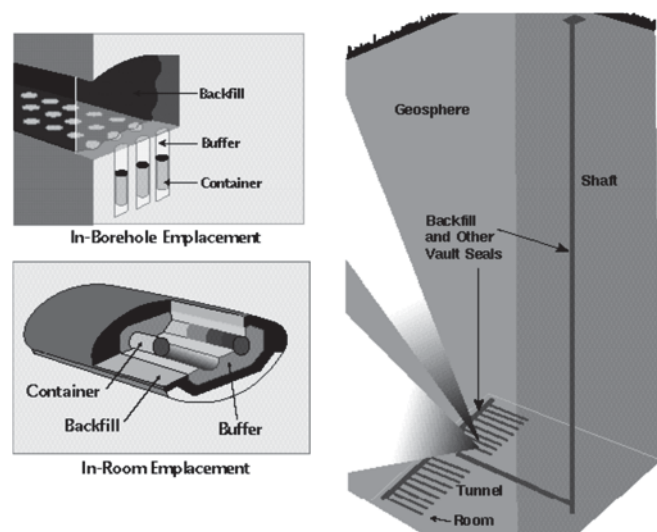 Backfill
Buffer
Container
In-Borehole Emplacement
Container
Backfill
Buffer
In-Room Emplacement
Geosphere
Shaft
Backfill
and Other
Vault Seals
Tunnel
Room